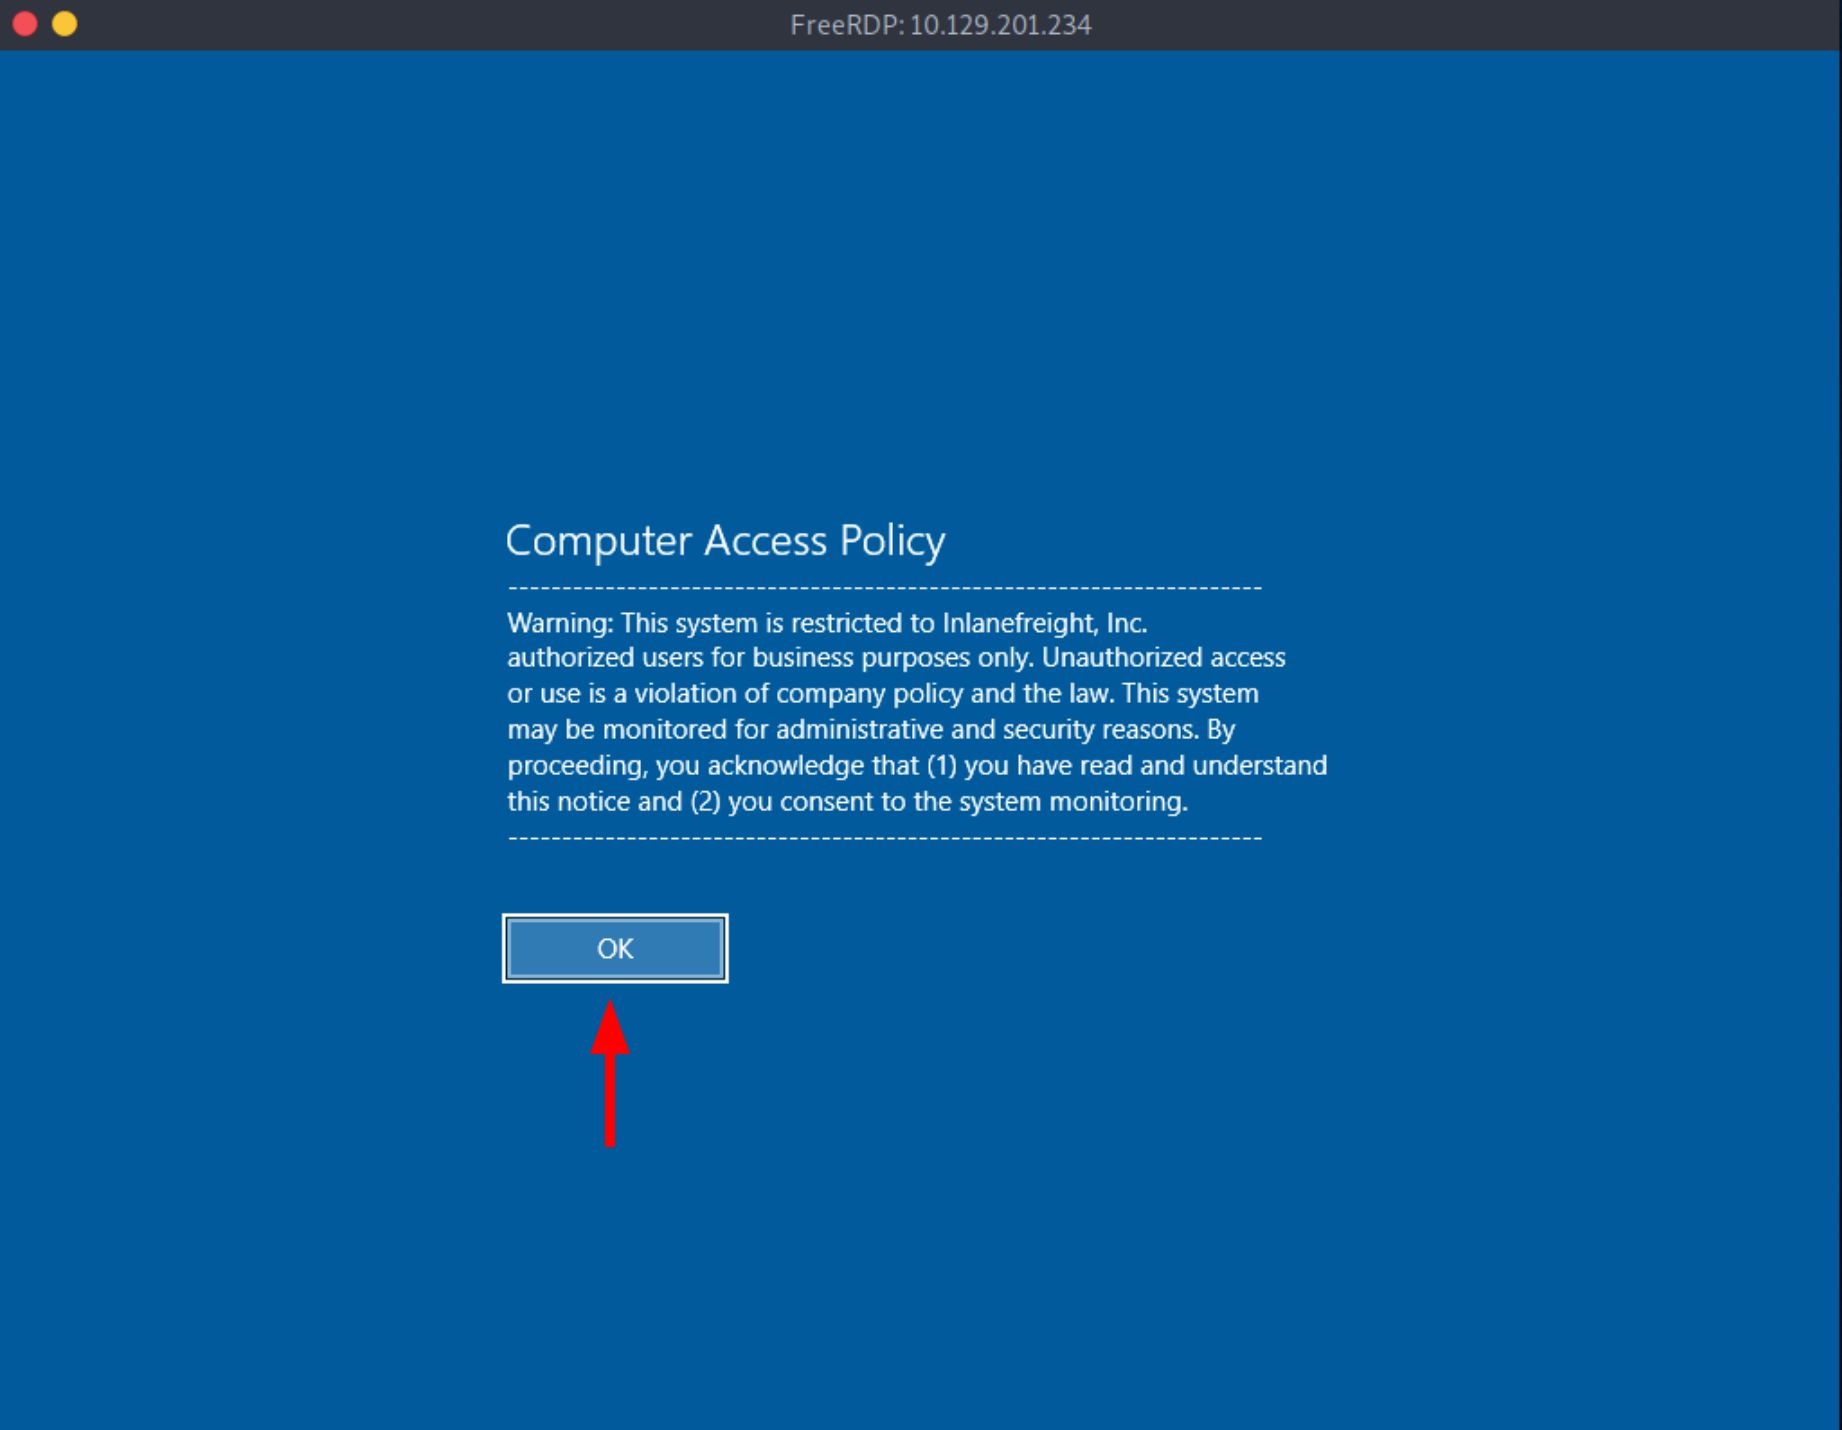 FreeRDP: 10.129.201.234
Computer Access Policy
----------------------------------------------------------------------
Warning: This system is restricted to Inlanefreight, Inc.
authorized users for business purposes only. Unauthorized access
or use is a violation of company policy and the law. This system
may be monitored for administrative and security reasons. By
proceeding, you acknowledge that (1) you have read and understand
this notice and (2) you consent to the system monitoring.
----------------------------------------------------------------------
OK